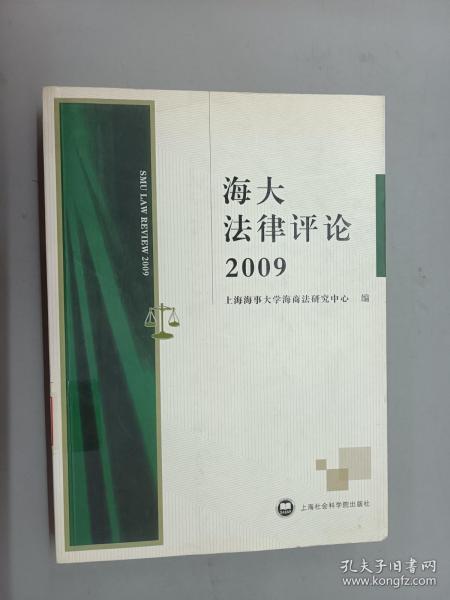 SMU LAW REVIEW 2009
海大
法律评论
2009
上海海事大学海商法研究中心 编
上海社会科学院出版社
孔夫子旧书网
www.kongfz.com